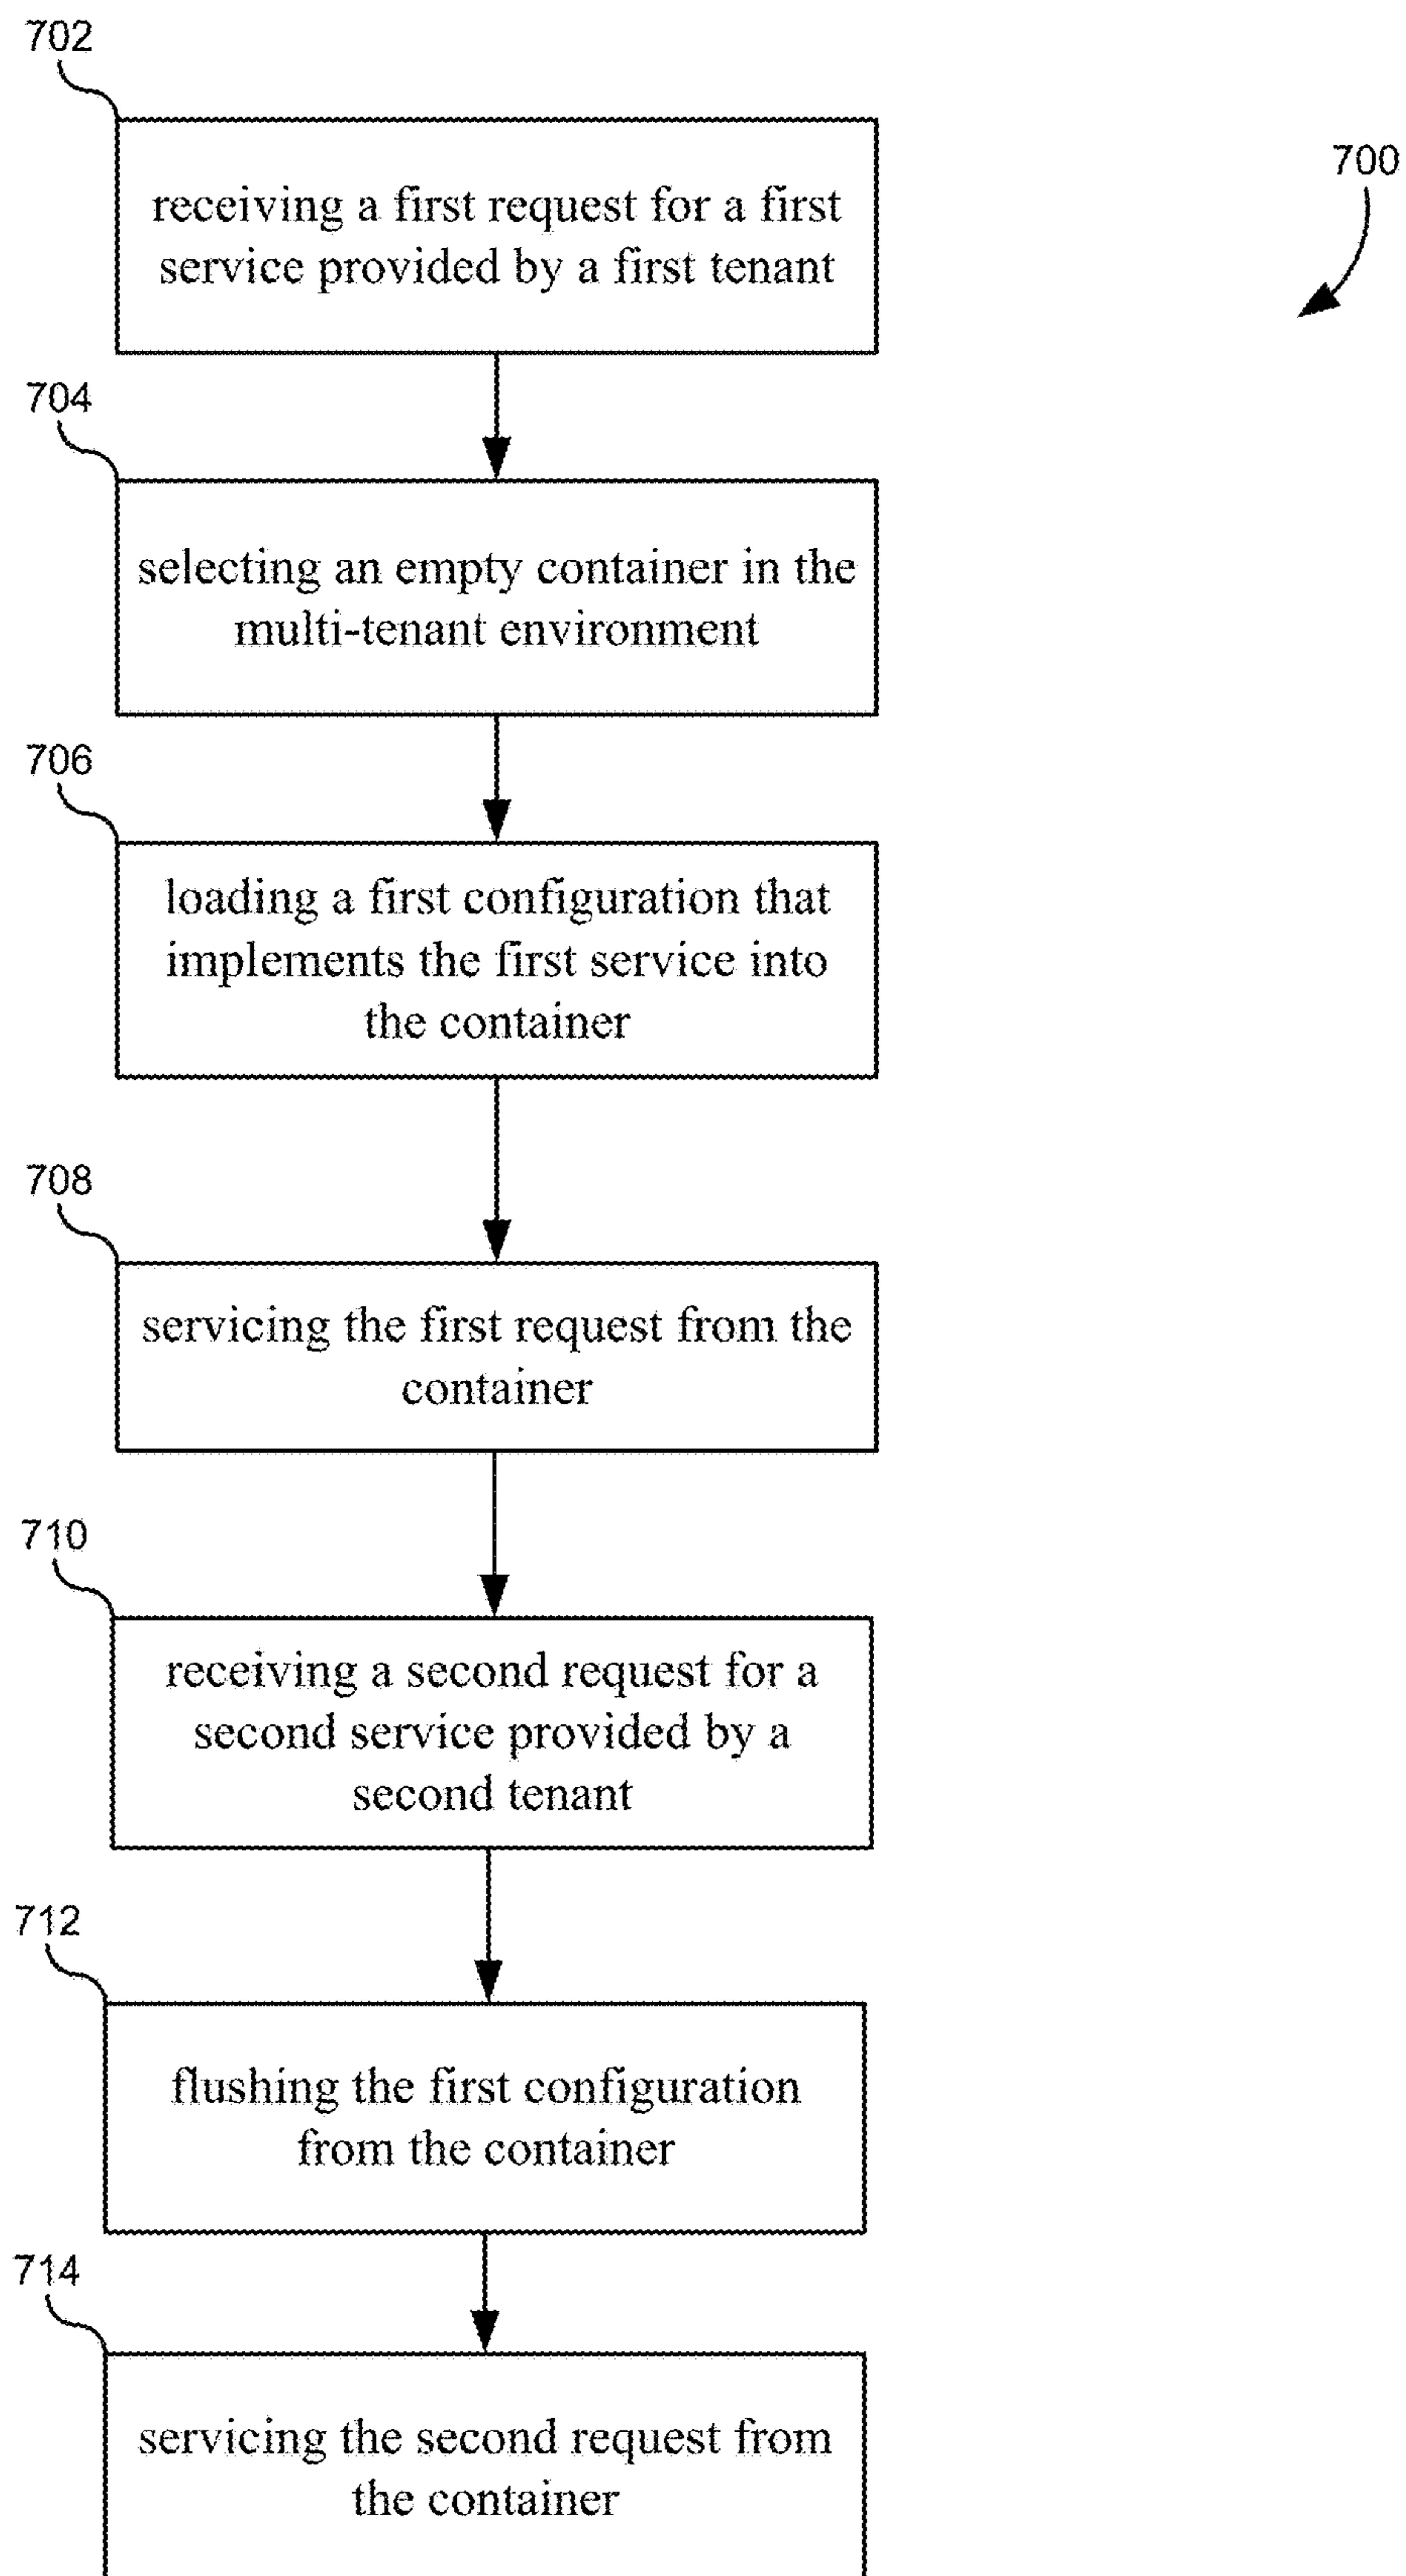 702
receiving a first request for a first
service provided by a first tenant
700
704
selecting an empty container in the
multi-tenant environment
706
loading a first configuration that
implements the first service into
the container
708
servicing the first request from the
container
710
receiving a second request for a
second service provided by a
second tenant
712
flushing the first configuration
from the container
714
servicing the second request from
the container